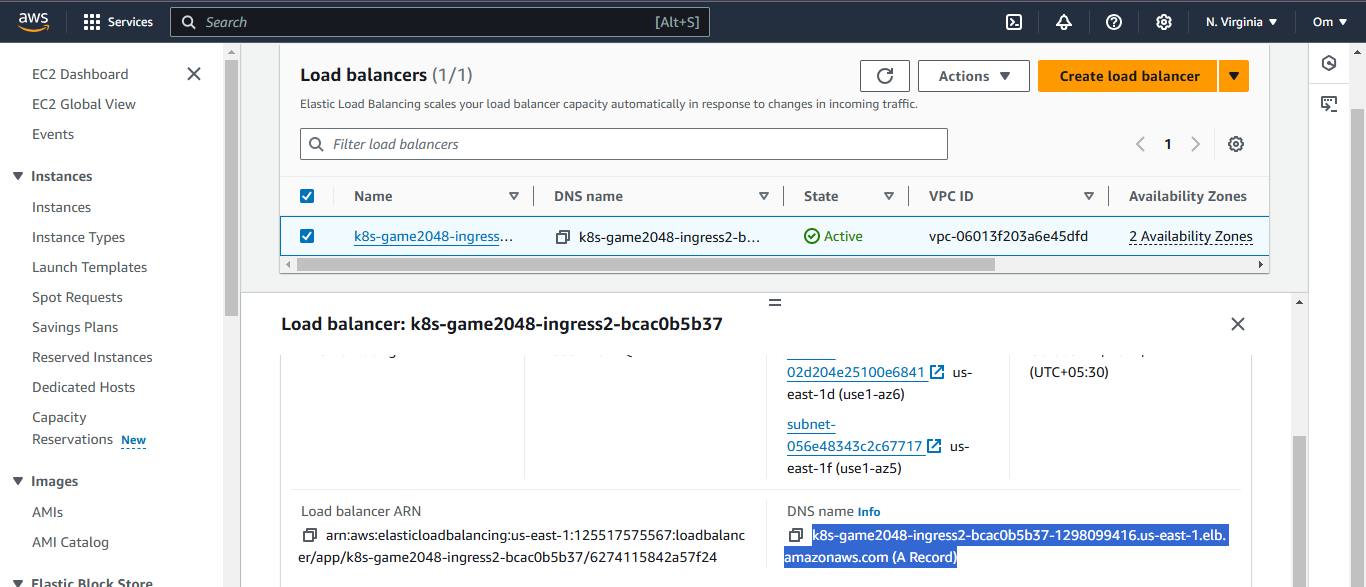 aws
Services
Search
[Alt+S]
N. Virginia
Om
EC2 Dashboard
EC2 Global View
Events
Instances
Instances
Instance Types
Launch Templates
Spot Requests
Savings Plans
Reserved Instances
Dedicated Hosts
Capacity
Reservations New
Images
AMIs
AMI Catalog
Elastic Block Store
Load balancers (1/1)
Actions
Create load balancer
Elastic Load Balancing scales your load balancer capacity automatically in response to changes in incoming traffic.
Filter load balancers
1
Name
DNS name
State
VPC ID
Availability Zones
k8s-game2048-ingress...
k8s-game2048-ingress2-b...
Active
vpc-06013f203a6e45dfd
2 Availability Zones
Load balancer: k8s-game2048-ingress2-bcac0b5b37
02d204e25100e6841 us-
east-1d (use1-az6)
subnet-
056e48343c2c67717 us-
east-1f (use1-az5)
(UTC+05:30)
Load balancer ARN
arn:aws:elasticloadbalancing:us-east-1:125517575567:loadbalanc
er/app/k8s-game2048-ingress2-bcac0b5b37/6274115842a57f24
DNS name Info
k8s-game2048-ingress2-bcac0b5b37-1298099416.us-east-1.elb.
amazonaws.com (A Record)